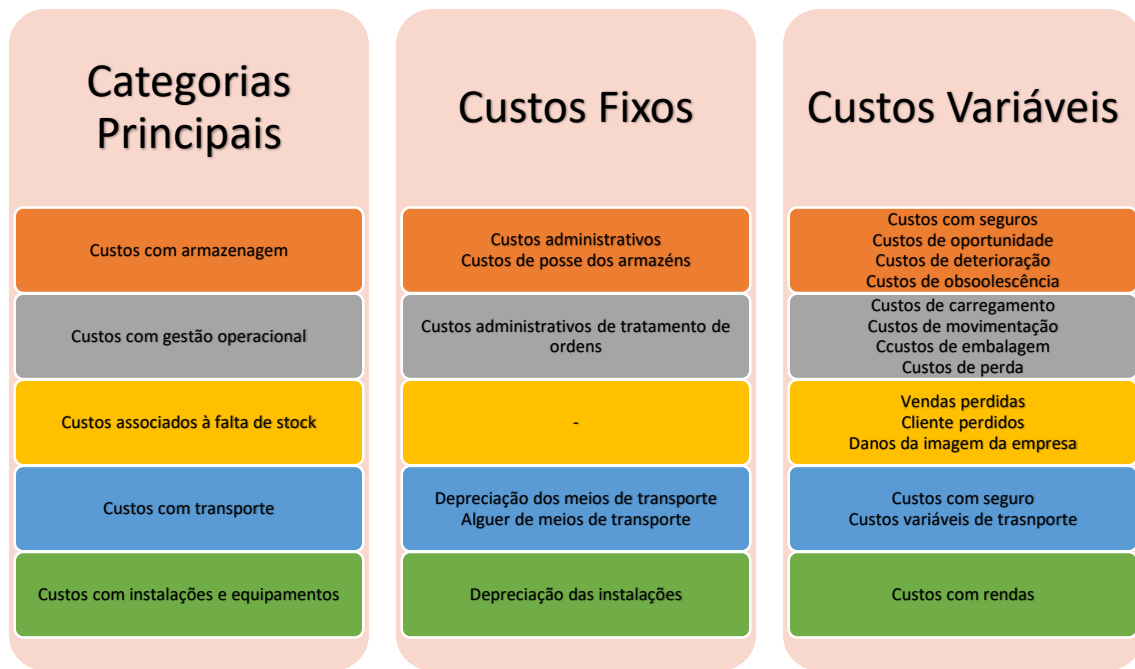 Categorias
Principais
Custos com armazenagem
Custos com gestão operacional
Custos associados à falta de stock
Custos com transporte
Custos com instalações e equipamentos
Custos Fixos
Custos administrativos
Custos de posse dos armazéns
Custos administrativos de tratamento de
ordens
-
Depreciação dos meios de transporte
Alguer de meios de transporte
Depreciação das instalações
Custos Variáveis
Custos com seguros
Custos de oportunidade
Custos de deterioração
Custos de obsoolescência
Custos de carregamento
Custos de movimentação
Ccustos de embalagem
Custos de perda
Vendas perdidas
Cliente perdidos
Danos da imagem da empresa
Custos com seguro
Custos variáveis de trasnporte
Custos com rendas